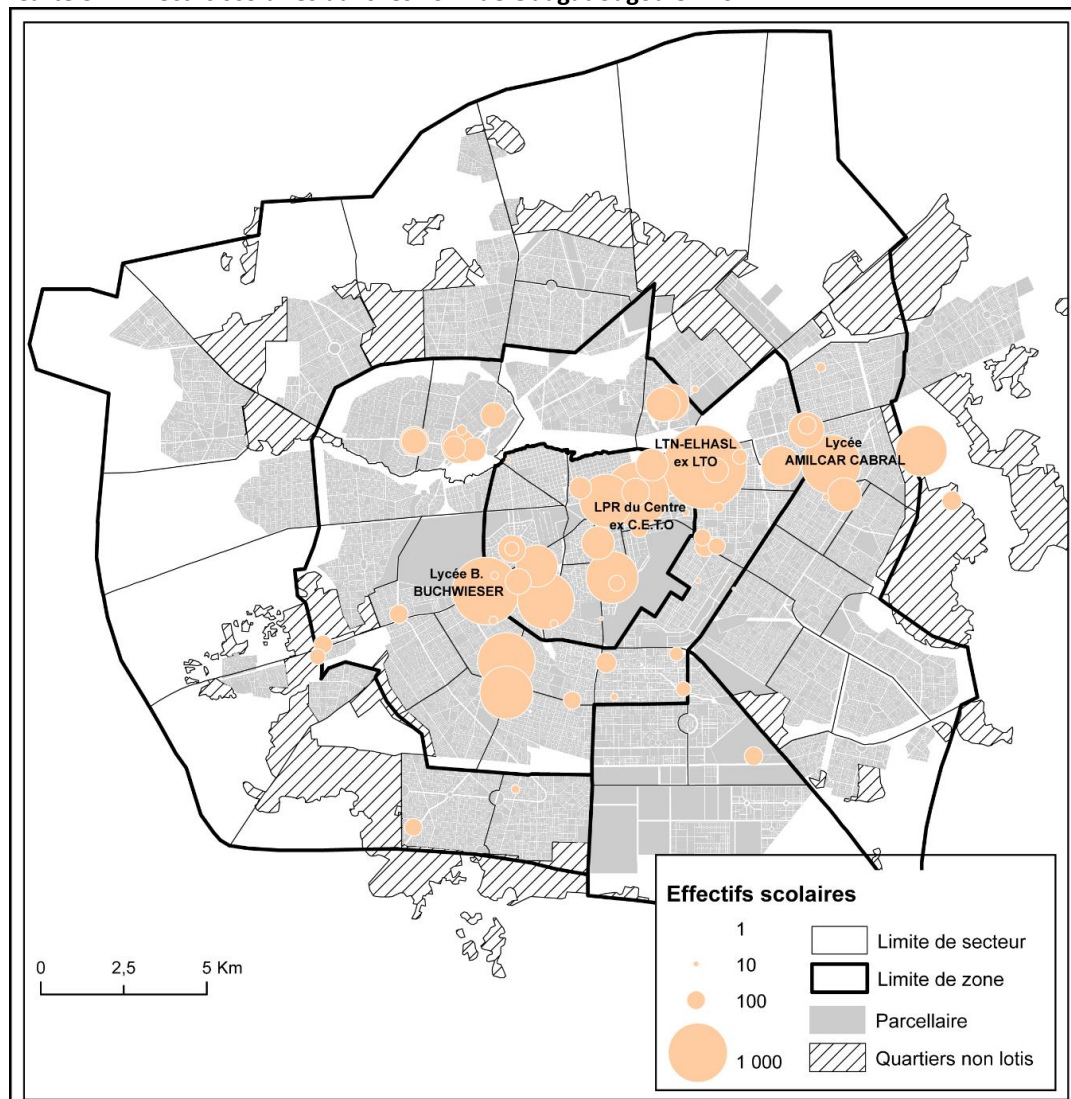 LTN-ELHASL
ex LTO
Lycée
AMILCAR CABRAL
LPR du Centre
ex C.E.T.O
Lycée B.
BUCHWIESER
Effectifs scolaires
1
10
100
1 000
Limite de secteur
Limite de zone
Parcellaire
Quartiers non lotis
0 2,5 5 Km